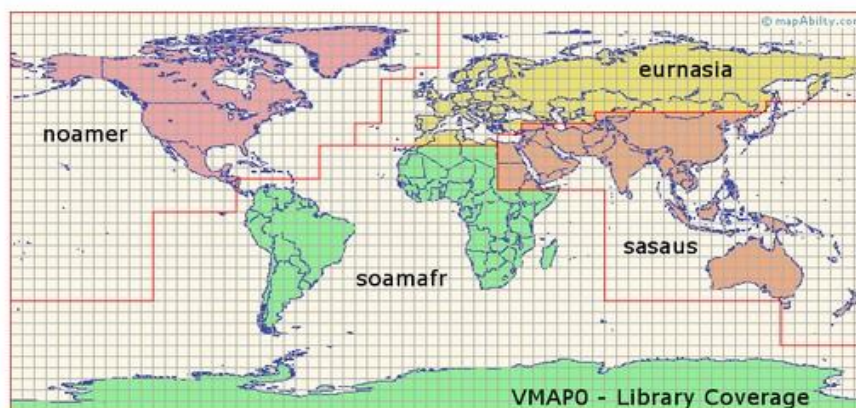 © mapAbility.com
eurnasia
noamer
sasaus
soamafr
VMAP0 - Library Coverage